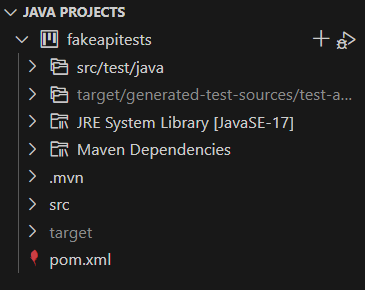 JAVA PROJECTS
fakeapitests
src/test/java
target/generated-test-sources/test-a...
JRE System Library [JavaSE-17]
Maven Dependencies
.mvn
src
target
pom.xml